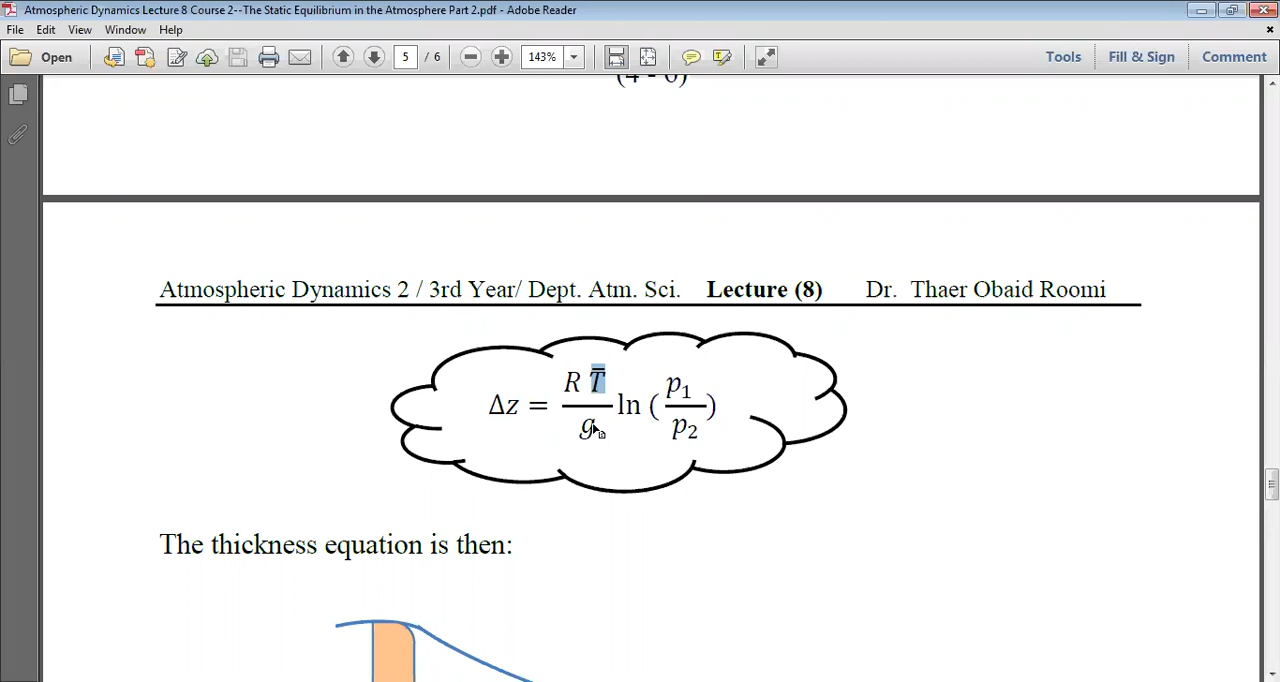 Atmospheric Dynamics Lecture 8 Course 2--The Static Equilibrium in the Atmosphere Part 2.pdf - Adobe Reader
File Edit View Window Help
Open 5 / 6 143% Tools Fill & Sign Comment
Atmospheric Dynamics 2 / 3rd Year/ Dept. Atm. Sci. Lecture (8) Dr. Thaer Obaid Roomi
Δz = R T̅ / g ln ( p₁ / p₂ )
The thickness equation is then: